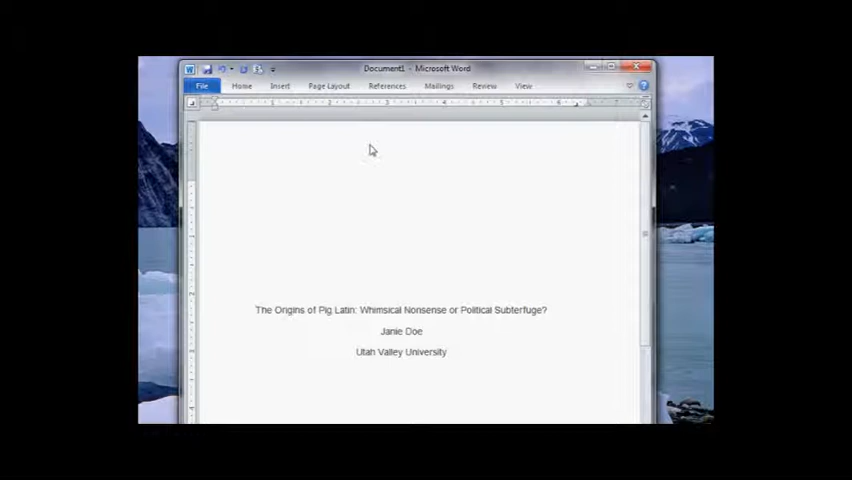 Document1 - Microsoft Word
File Home Insert Page Layout References Mailings Review View
The Origins of Pig Latin: Whimsical Nonsense or Political Subterfuge?
Janie Doe
Utah Valley University